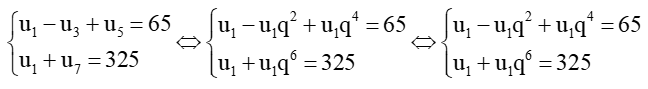 {u₁ − u₃ + u₅ = 65 ⇔ {u₁ − u₁q² + u₁q⁴ = 65 ⇔ {u₁ − u₁q² + u₁q⁴ = 65
u₁ + u₇ = 325 u₁ + u₁q⁶ = 325 u₁ + u₁q⁶ = 325